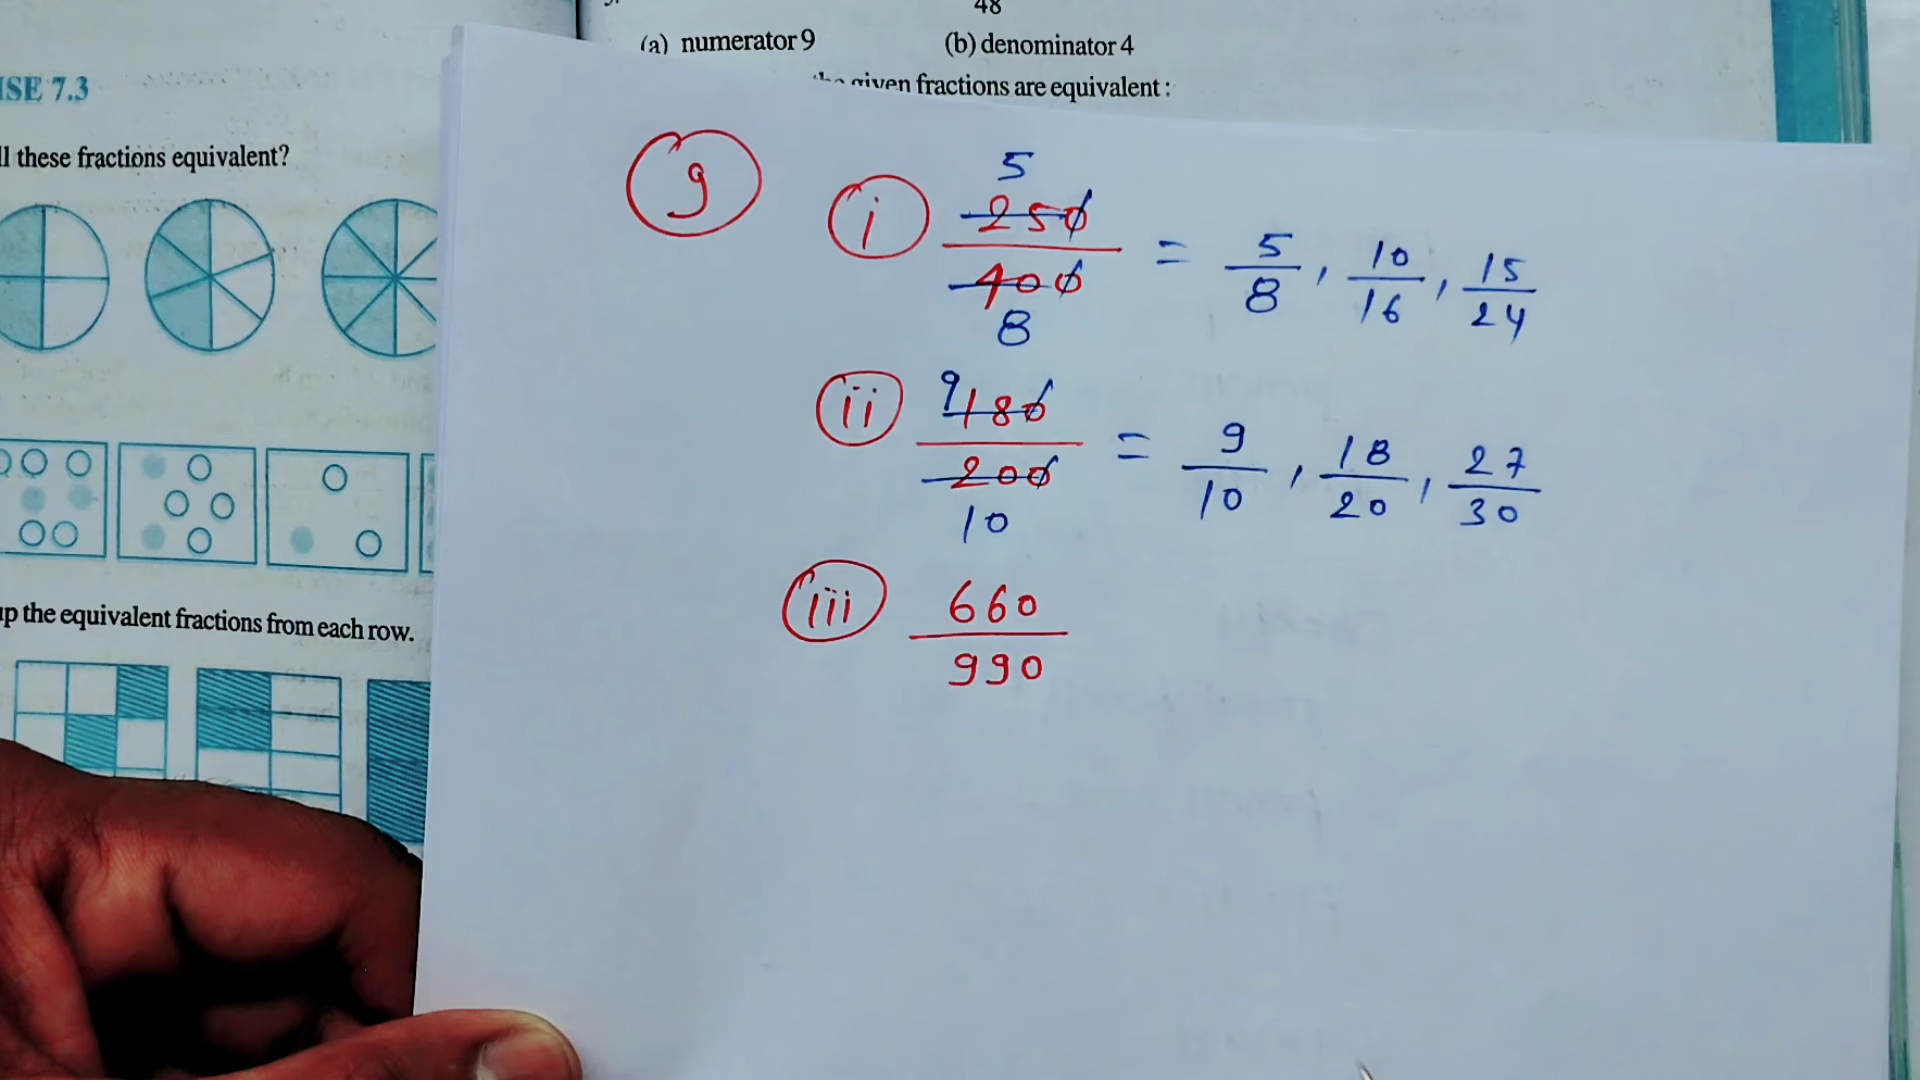 48
(a) numerator 9 (b) denominator 4
given fractions are equivalent :
ISE 7.3
these fractions equivalent?
the equivalent fractions from each row.
9
i 250/400 = 5/8, 10/16, 15/24
5
8
ii 180/200 = 9/10, 18/20, 27/30
9
10
iii 660/990